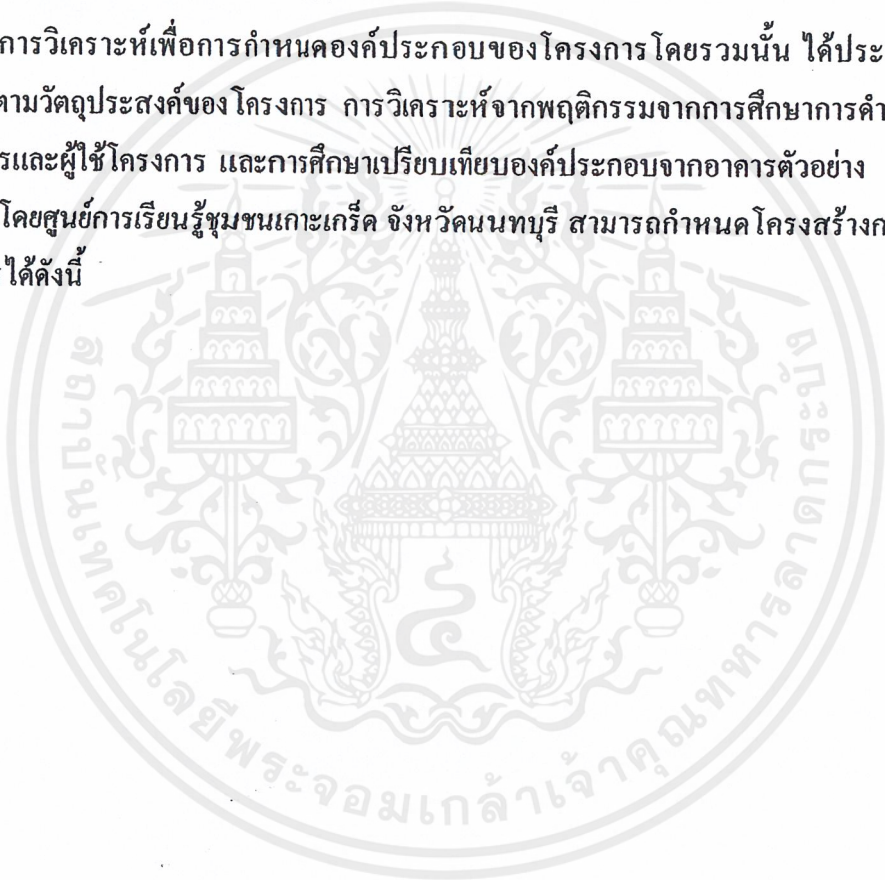 การวิเคราะห์เพื่อการกำหนดองค์ประกอบของโครงการโดยรวมนั้น ได้ประ
ตามวัตถุประสงค์ของโครงการ การวิเคราะห์จากพฤติกรรมจากการศึกษาการดำ
รและผู้ใช้โครงการ และการศึกษาเปรียบเทียบองค์ประกอบจากอาคารตัวอย่าง
โดยศูนย์การเรียนรู้ชุมชนเกาะเกร็ด จังหวัดนนทบุรี สามารถกำหนดโครงสร้างก
ได้ดังนี้
สถาบันเทคโนโลยีพระจอมเกล้าเจ้าคุณทหารลาดกระบัง